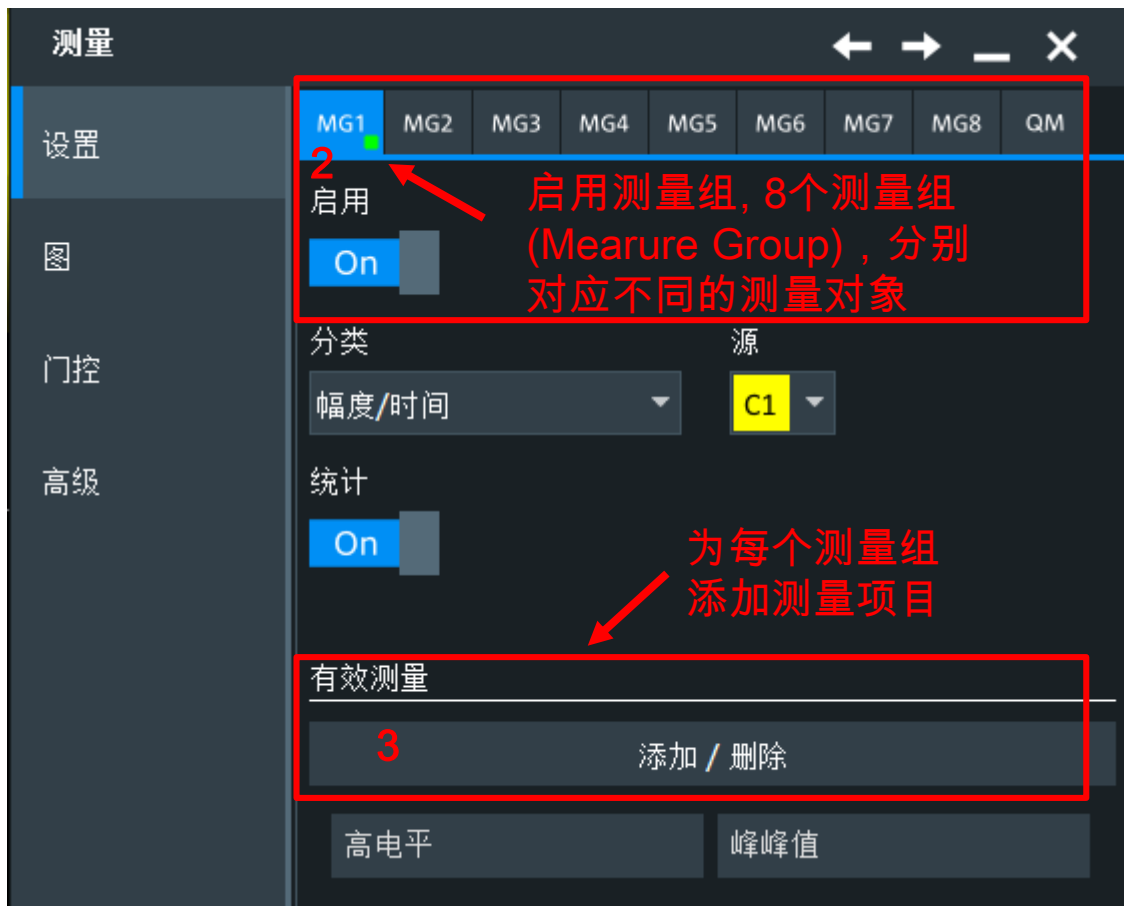 测量
设置
图
门控
高级
MG1 MG2 MG3 MG4 MG5 MG6 MG7 MG8 QM
2
启用
On
启用测量组, 8个测量组
(Mearure Group)，分别
对应不同的测量对象
分类
源
幅度/时间
C1
统计
On
为每个测量组
添加测量项目
有效测量
3
添加 / 删除
高电平
峰峰值